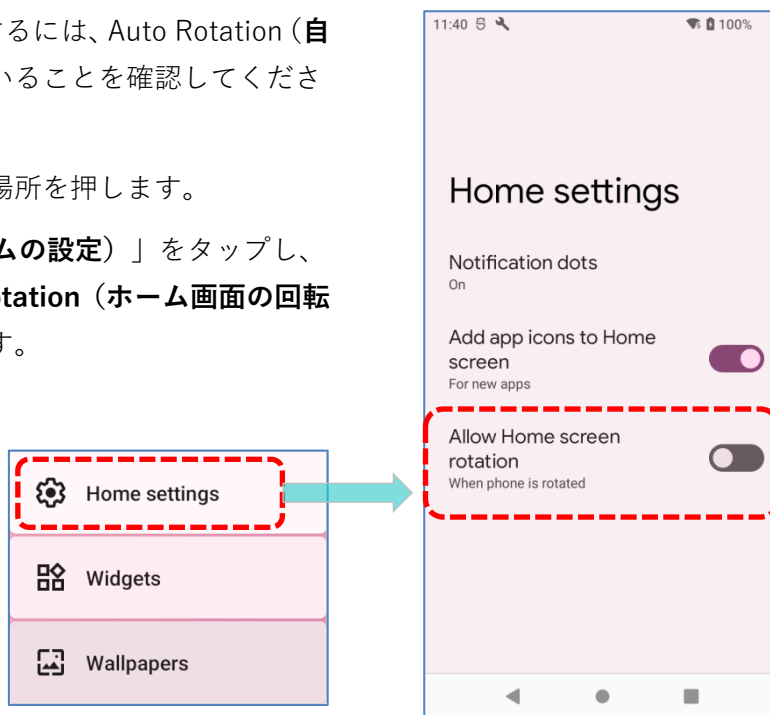 るには、Auto Rotation（自
いることを確認してくださ
場所を押します。
ムの設定）」をタップし、
otation（ホーム画面の回転
す。
Home settings
Widgets
Wallpapers
11:40
100%
Home settings
Notification dots
On
Add app icons to Home
screen
For new apps
Allow Home screen
rotation
When phone is rotated